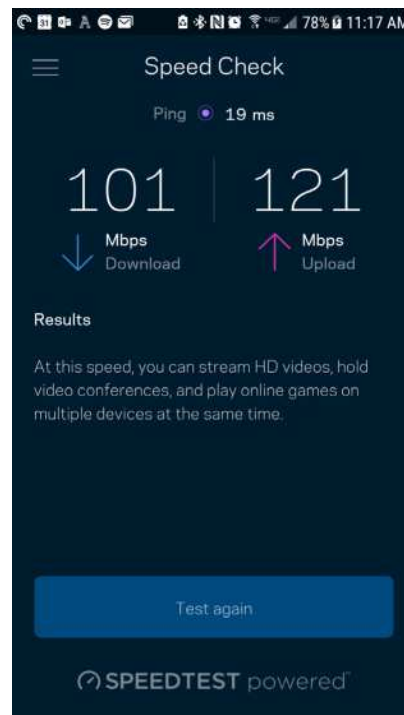 31 78% 11:17 AM
Speed Check
Ping 19 ms
101 121
Mbps Mbps
Download Upload
Results
At this speed, you can stream HD videos, hold
video conferences, and play online games on
multiple devices at the same time.
Test again
SPEEDTEST powered™